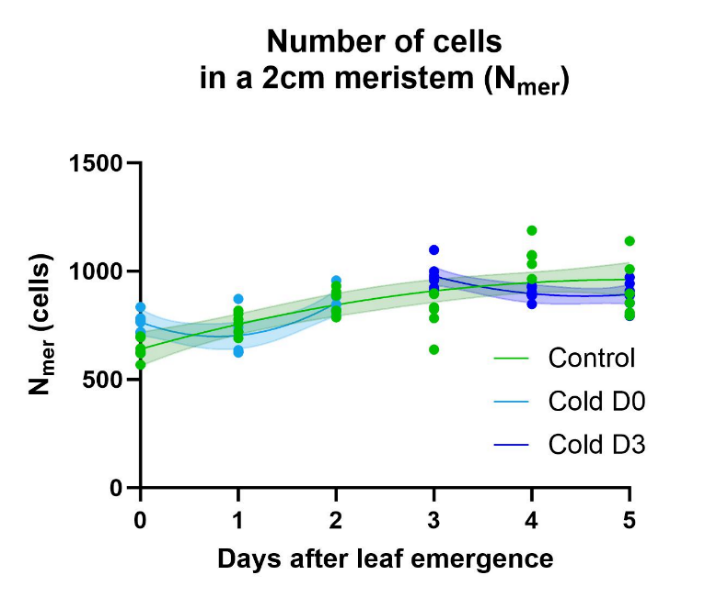 Number of cells
in a 2cm meristem (Nmer)
1500
1000
500
0
Nmer (cells)
0 1 2 3 4 5
Days after leaf emergence
Control
Cold D0
Cold D3